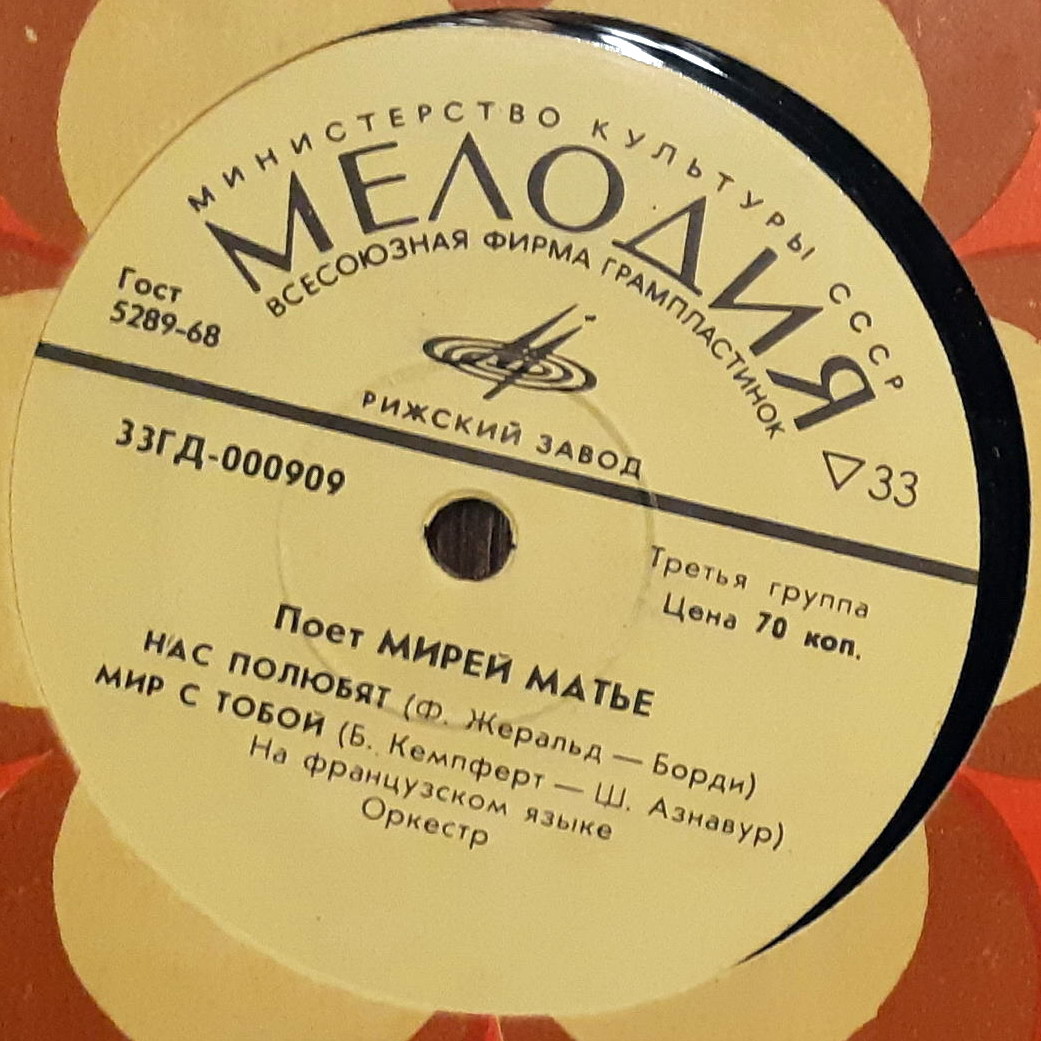 МИНИСТЕРСТВО КУЛЬТУРЫ СССР
МЕЛОДИЯ
ВСЕСОЮЗНАЯ ФИРМА ГРАМПЛАСТИНОК
Гост
5289-68
РИЖСКИЙ ЗАВОД
33
33ГД-000909
Третья группа
Цена 70 коп.
Поет МИРЕЙ МАТЬЕ
НАС ПОЛЮБЯТ (Ф. Жеральд — Борди)
МИР С ТОБОЙ (Б. Кемпферт — Ш. Азнавур)
На французском языке
Оркестр